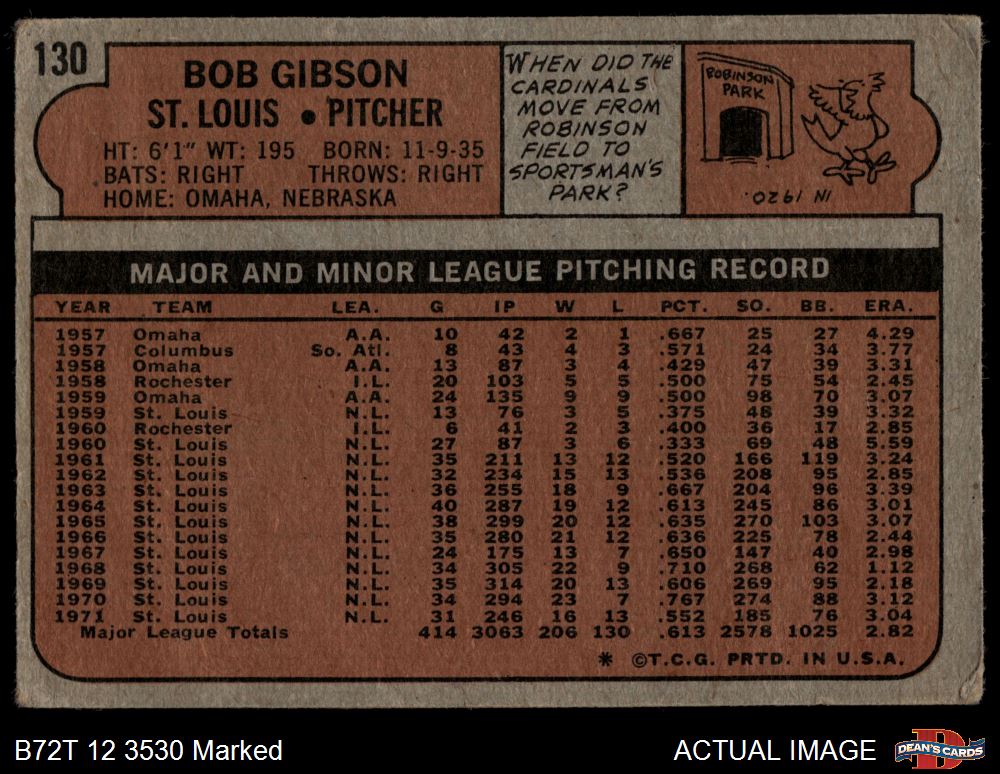 130
BOB GIBSON
ST. LOUIS • PITCHER
HT: 6'1" WT: 195 BORN: 11-9-35
BATS: RIGHT THROWS: RIGHT
HOME: OMAHA, NEBRASKA
WHEN DID THE
CARDINALS
MOVE FROM
ROBINSON
FIELD TO
SPORTSMAN'S
PARK?
ROBINSON
PARK
IN 1920.
MAJOR AND MINOR LEAGUE PITCHING RECORD
YEAR TEAM LEA. G IP W L PCT. SO. BB. ERA.
1957 Omaha A.A. 10 42 2 1 .667 25 27 4.29
1957 Columbus So. Atl. 8 43 4 3 .571 24 34 3.77
1958 Omaha A.A. 13 87 3 4 .429 47 39 3.31
1958 Rochester I.L. 20 103 5 5 .500 75 54 2.45
1959 Omaha A.A. 24 135 9 9 .500 98 70 3.07
1959 St. Louis N.L. 13 76 3 5 .375 48 39 3.32
1960 Rochester I.L. 6 41 2 3 .400 36 17 2.85
1960 St. Louis N.L. 27 87 3 6 .333 69 48 5.59
1961 St. Louis N.L. 35 211 13 12 .520 166 119 3.24
1962 St. Louis N.L. 32 234 15 13 .536 208 95 2.85
1963 St. Louis N.L. 36 255 18 9 .667 204 96 3.39
1964 St. Louis N.L. 40 287 19 12 .613 245 86 3.01
1965 St. Louis N.L. 38 299 20 12 .635 270 103 3.07
1966 St. Louis N.L. 35 280 21 12 .636 225 78 2.44
1967 St. Louis N.L. 24 175 13 7 .650 147 40 2.98
1968 St. Louis N.L. 34 305 22 9 .710 268 62 1.12
1969 St. Louis N.L. 35 314 20 13 .606 269 95 2.18
1970 St. Louis N.L. 34 294 23 7 .767 274 88 3.12
1971 St. Louis N.L. 31 246 16 13 .552 185 76 3.04
Major League Totals 414 3063 206 130 .613 2578 1025 2.82
* ©T.C.G. PRTD. IN U.S.A.
B72T 12 3530 Marked
ACTUAL IMAGE
DEAN'S CARDS